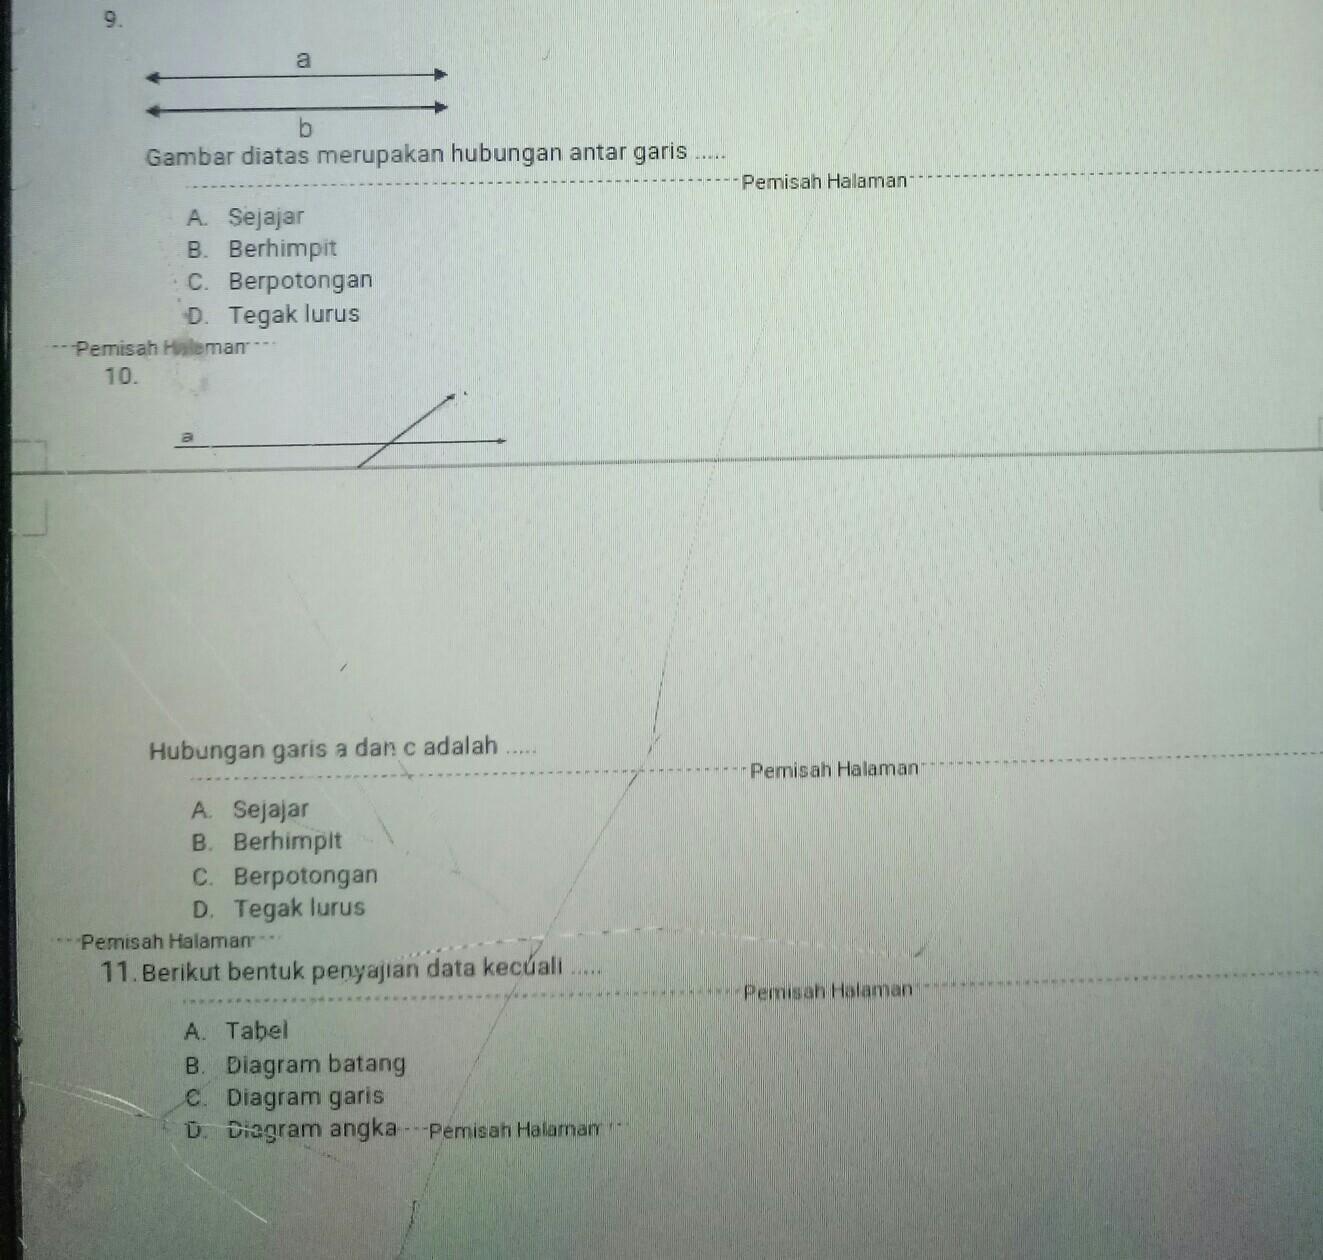 9.
a
b
Gambar diatas merupakan hubungan antar garis .....
Pemisah Halaman
A. Sejajar
B. Berhimpit
C. Berpotongan
D. Tegak lurus
Pemisah Halaman
10.
a
Hubungan garis a dan c adalah .....
Pemisah Halaman
A. Sejajar
B. Berhimpit
C. Berpotongan
D. Tegak lurus
Pemisah Halaman
11. Berikut bentuk penyajian data kecuali .....
Pemisah Halaman
A. Tabel
B. Diagram batang
C. Diagram garis
D. Diagram angka Pemisah Halaman